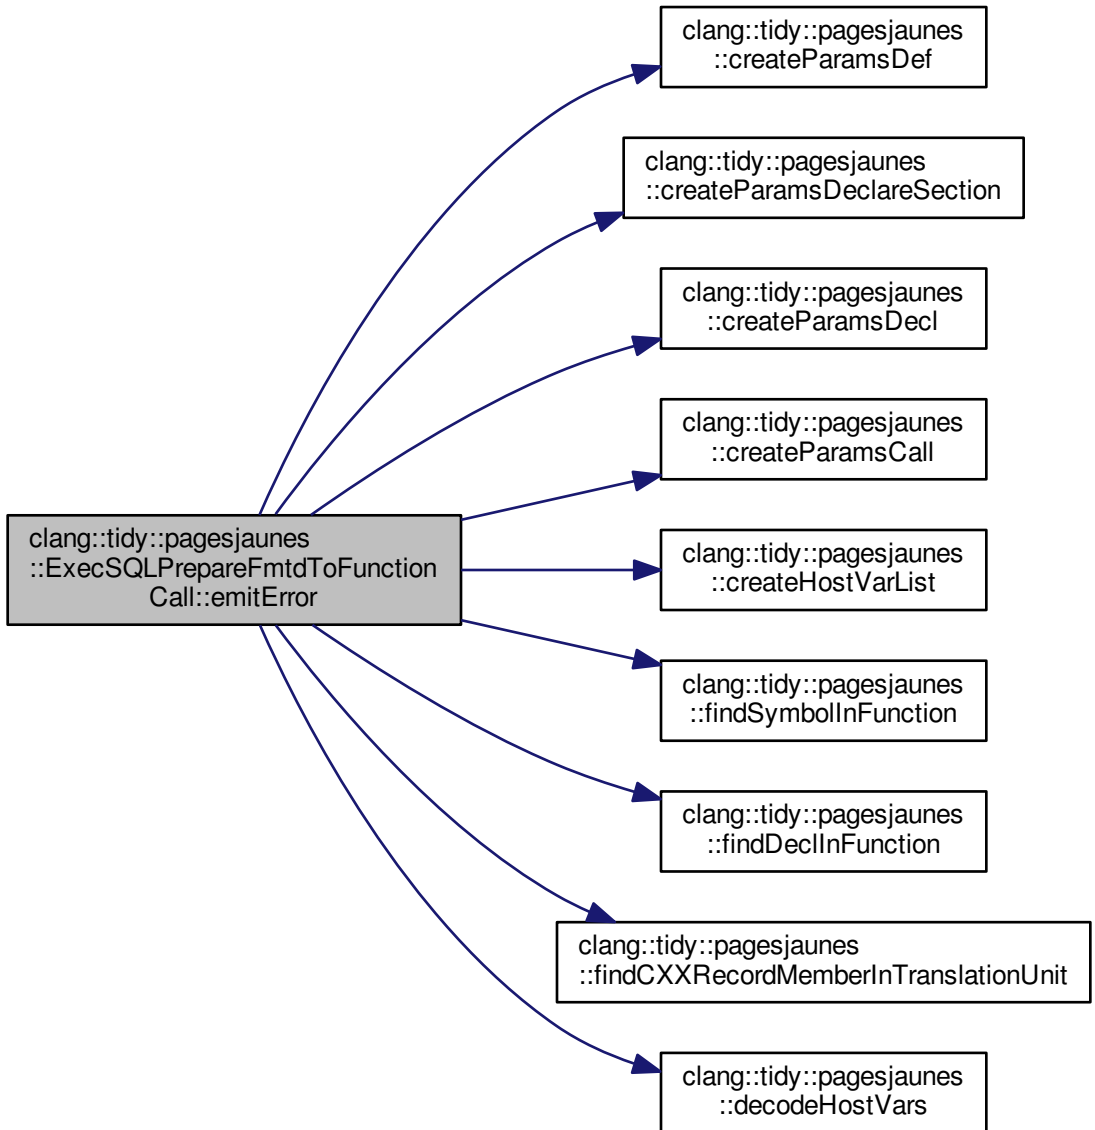 clang::tidy::pagesjaunes
::createParamsDef
clang::tidy::pagesjaunes
::createParamsDeclareSection
clang::tidy::pagesjaunes
::createParamsDecl
clang::tidy::pagesjaunes
::createParamsCall
clang::tidy::pagesjaunes
::ExecSQLPrepareFmtdToFunction
Call::emitError
clang::tidy::pagesjaunes
::createHostVarList
clang::tidy::pagesjaunes
::findSymbolInFunction
clang::tidy::pagesjaunes
::findDeclInFunction
clang::tidy::pagesjaunes
::findCXXRecordMemberInTranslationUnit
clang::tidy::pagesjaunes
::decodeHostVars